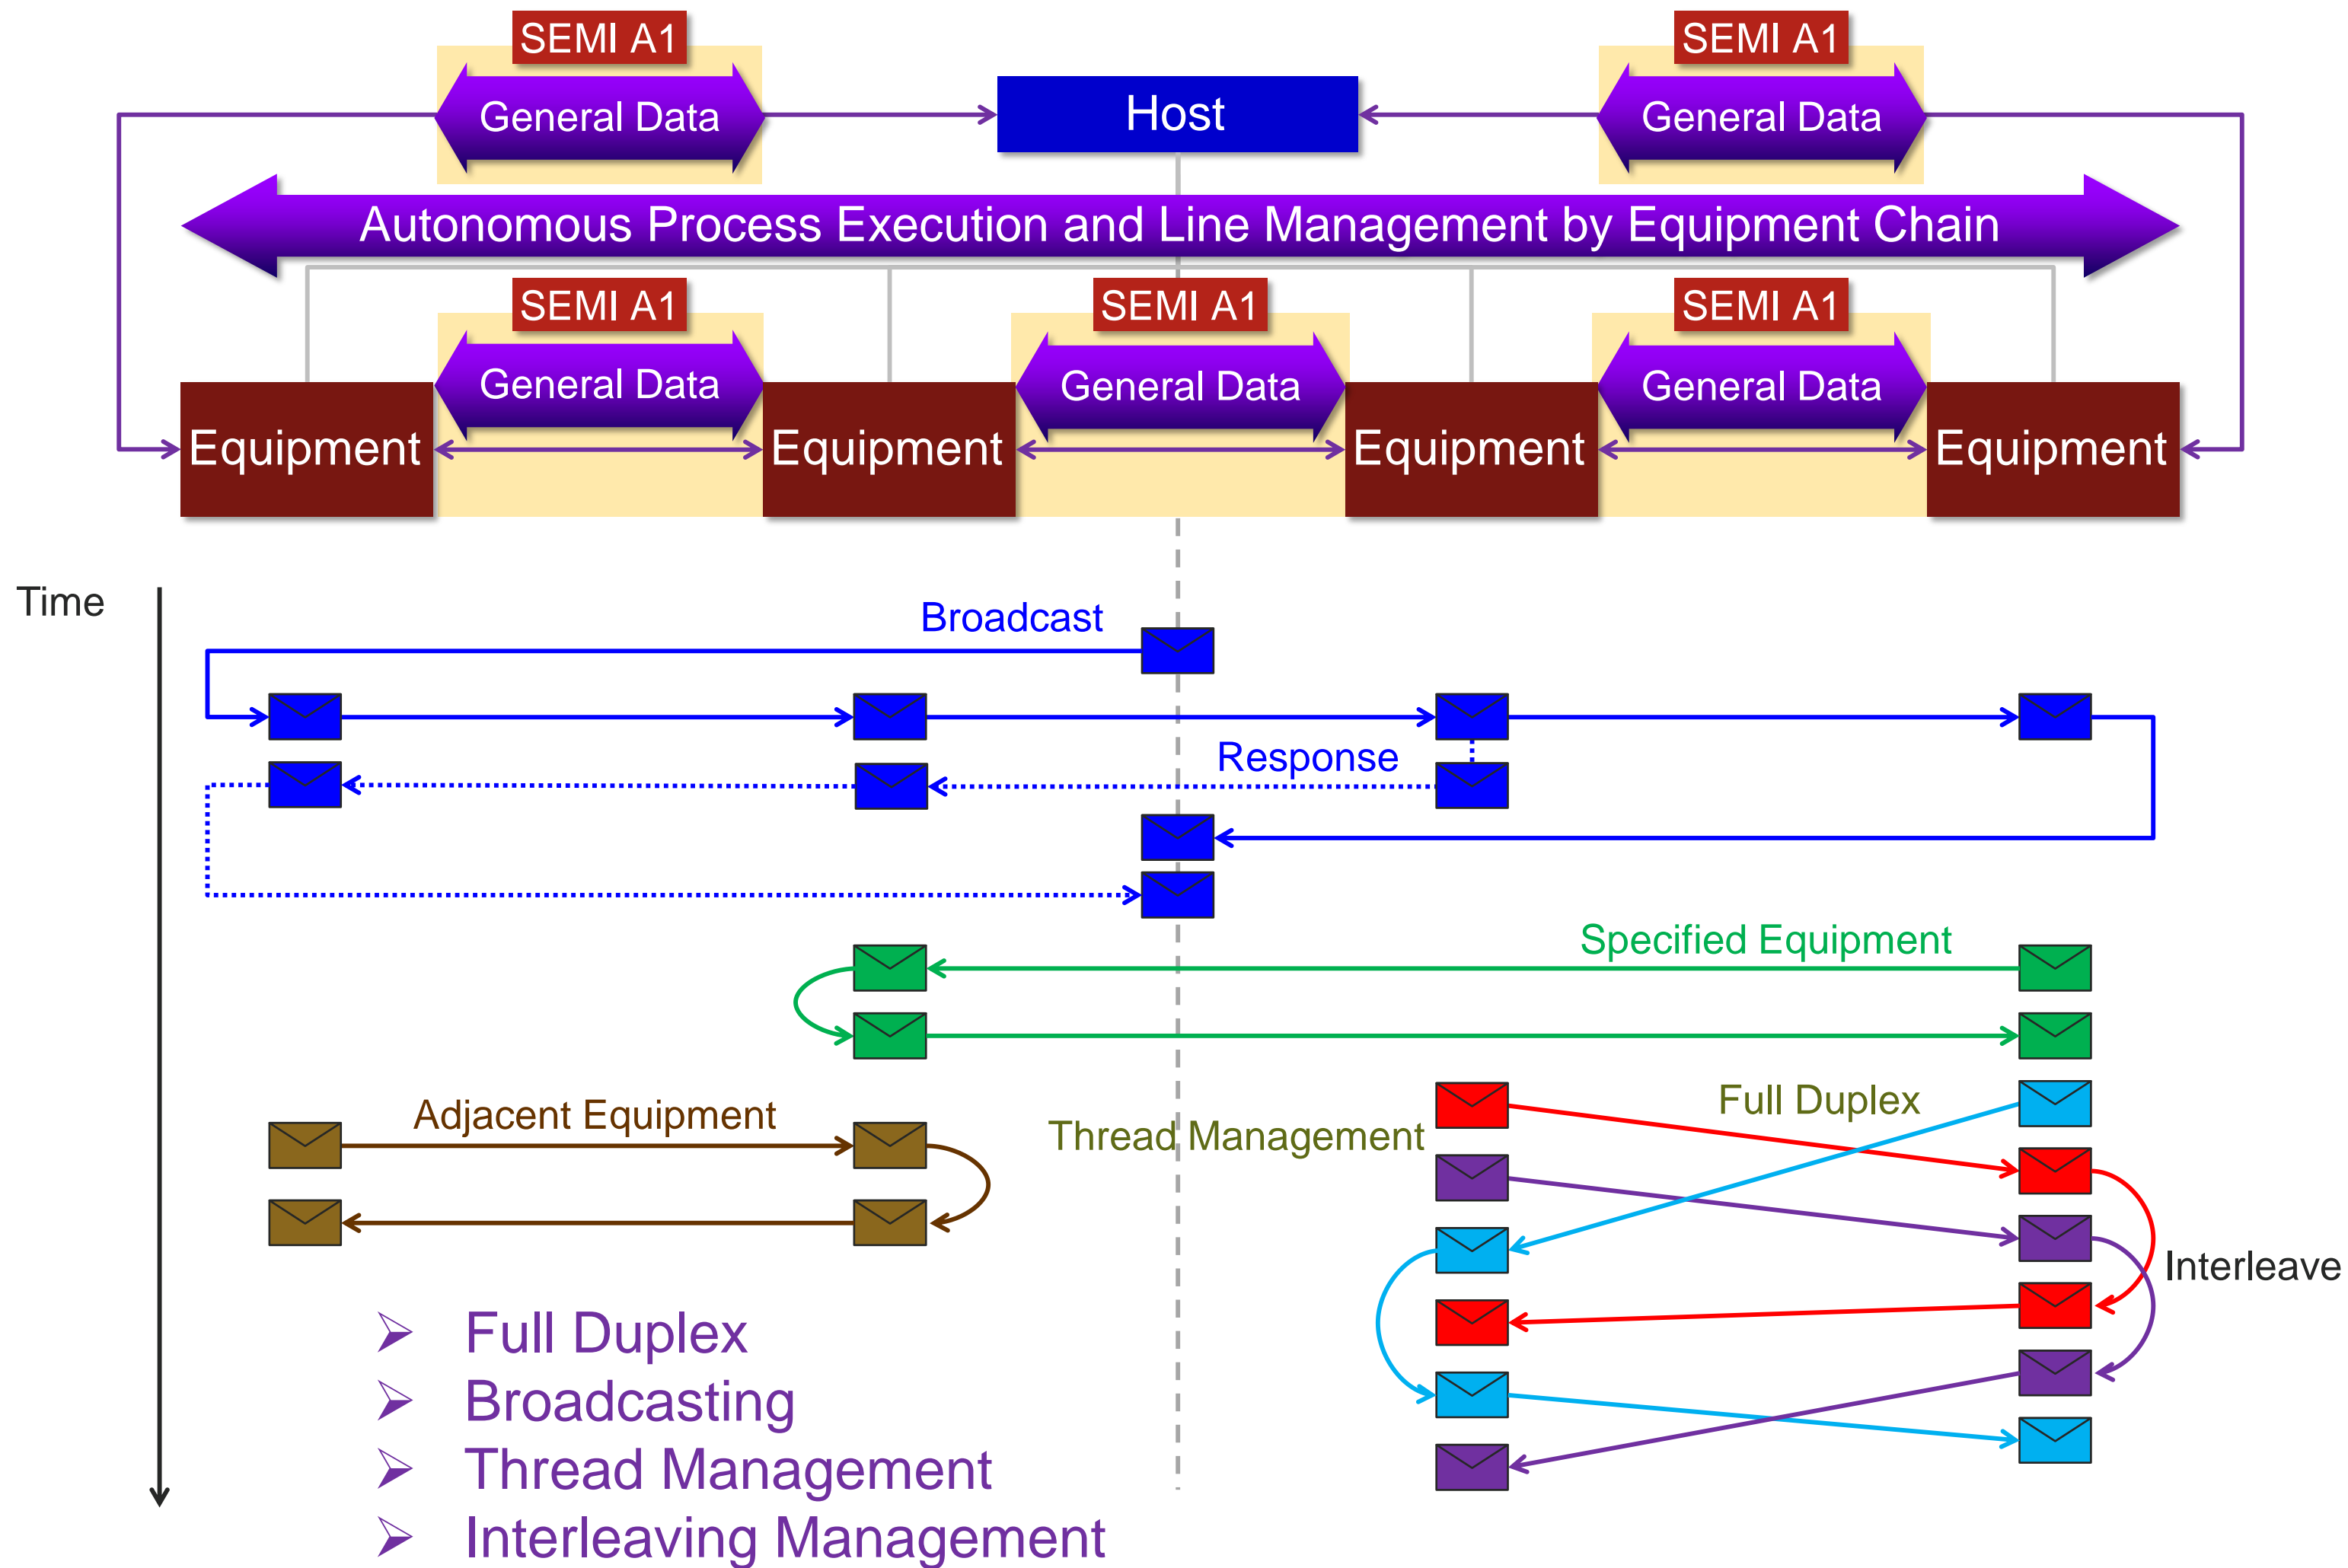 SEMI A1
SEMI A1
General Data
Host
General Data
Autonomous Process Execution and Line Management by Equipment Chain
SEMI A1
SEMI A1
SEMI A1
General Data
General Data
General Data
Equipment
Equipment
Equipment
Equipment
Time
Broadcast
Response
Specified Equipment
Adjacent Equipment
Thread Management
Full Duplex
Interleave
➢ Full Duplex
➢ Broadcasting
➢ Thread Management
➢ Interleaving Management